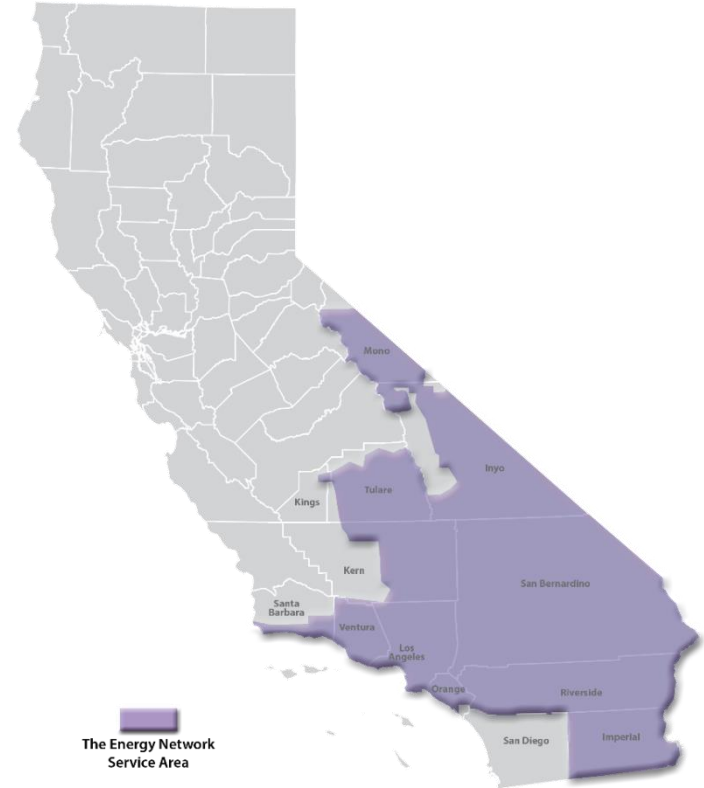 Mono
Inyo
Tulare
Kings
Kern
San Bernardino
Santa
Barbara
Ventura
Los
Angeles
Orange
Riverside
San Diego
Imperial
The Energy Network
Service Area